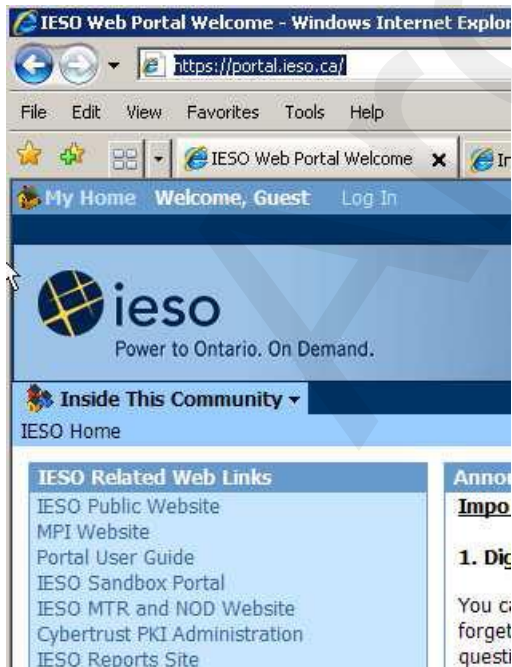 IESO Web Portal Welcome - Windows Internet Explor
https://portal.ieso.ca/
File Edit View Favorites Tools Help
IESO Web Portal Welcome
My Home Welcome, Guest Log In
ieso
Power to Ontario. On Demand.
Inside This Community
IESO Home
IESO Related Web Links
IESO Public Website
MPI Website
Portal User Guide
IESO Sandbox Portal
IESO MTR and NOD Website
Cybertrust PKI Administration
IESO Reports Site
Annou
Impo
1. Dig
You ca
forget
questi